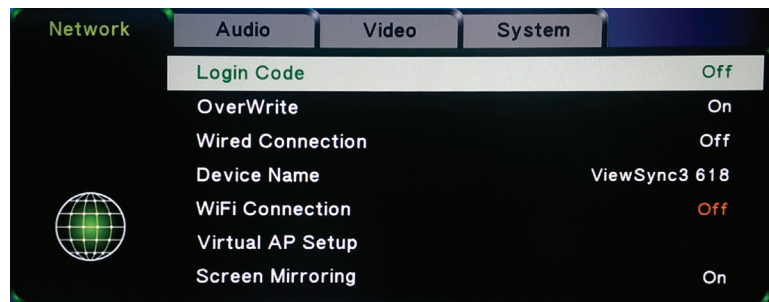 Network Audio Video System
Login Code Off
OverWrite On
Wired Connection Off
Device Name ViewSync3 618
WiFi Connection Off
Virtual AP Setup
Screen Mirroring On